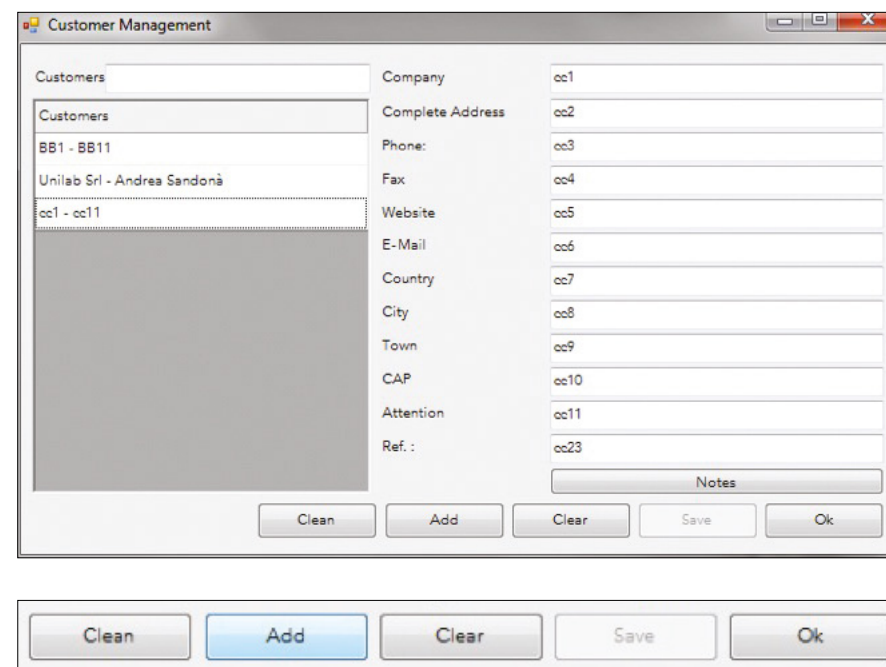 Customer Management
Customers
Customers
BB1 - BB11
Unilab Srl - Andrea Sandonà
cc1 - cc11
Company cc1
Complete Address cc2
Phone: cc3
Fax cc4
Website cc5
E-Mail cc6
Country cc7
City cc8
Town cc9
CAP cc10
Attention cc11
Ref. : cc23
Notes
Clean Add Clear Save Ok
Clean Add Clear Save Ok